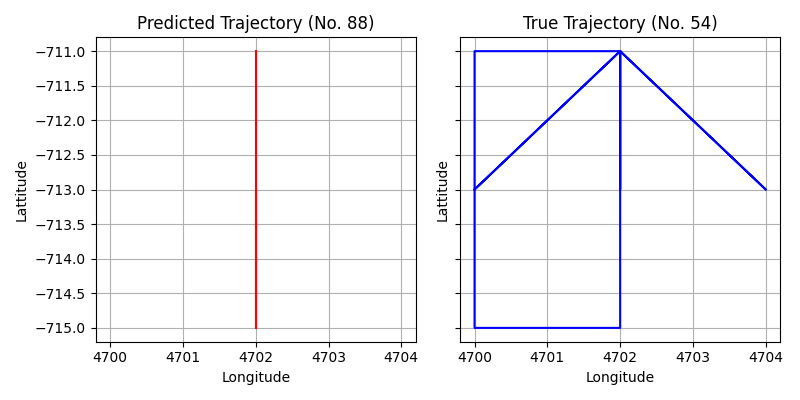 Predicted Trajectory (No. 88)
−711.0
−711.5
−712.0
−712.5
−713.0
−713.5
−714.0
−714.5
−715.0
Lattitude
4700 4701 4702 4703 4704
Longitude
True Trajectory (No. 54)
Lattitude
4700 4701 4702 4703 4704
Longitude